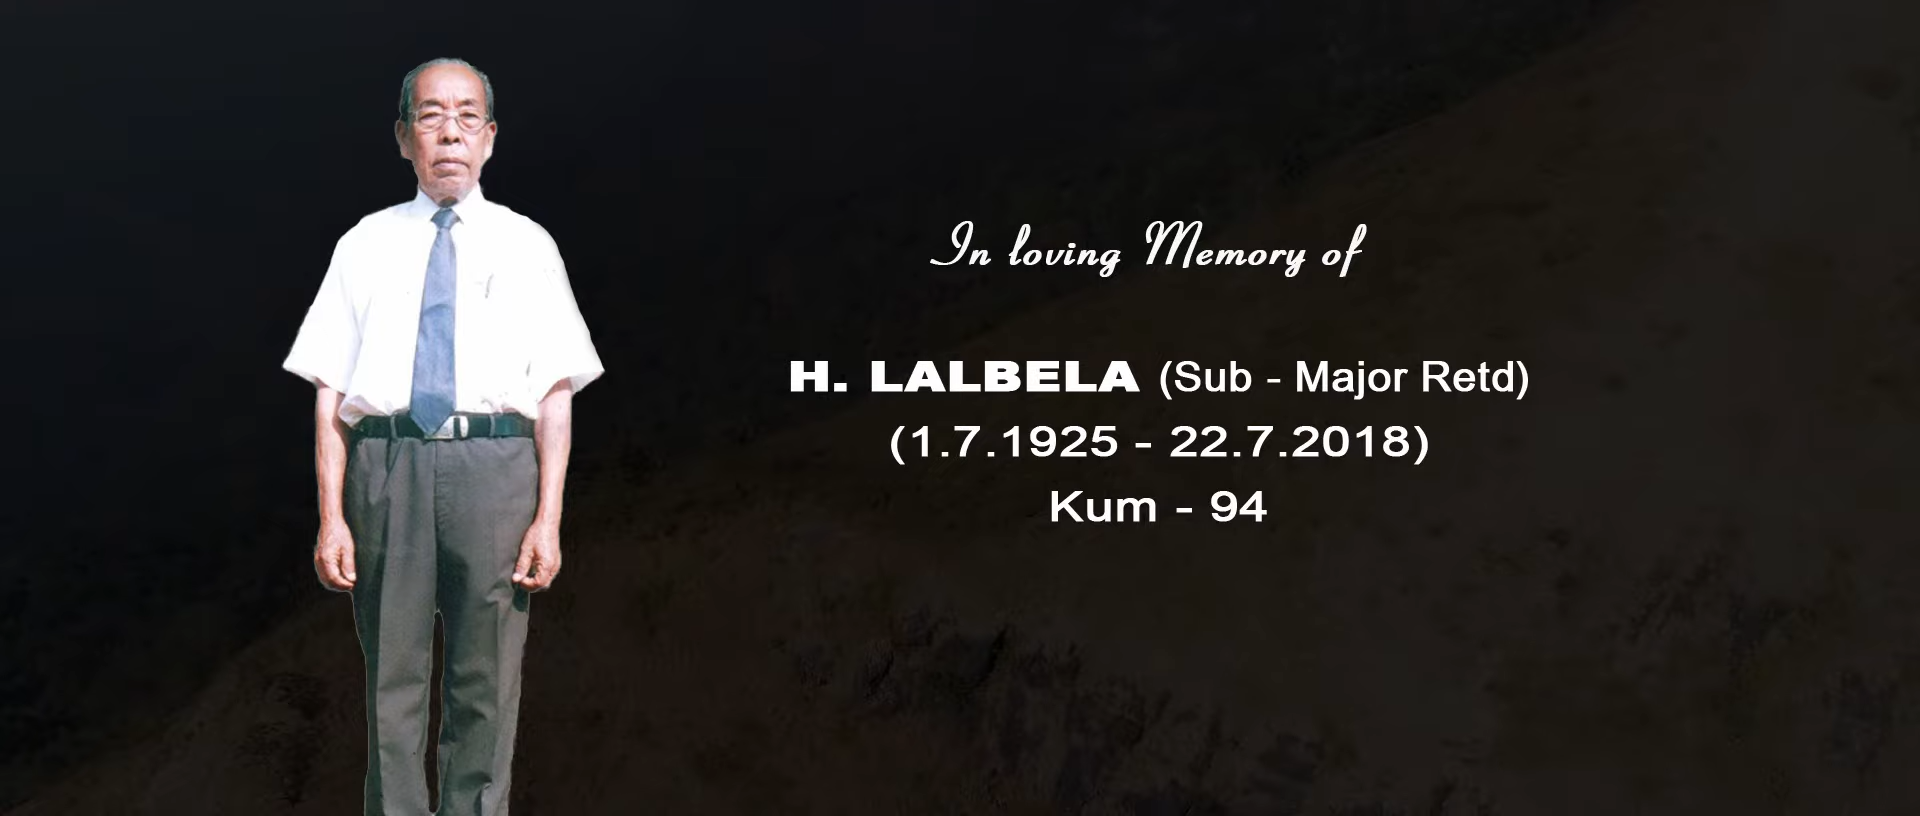 In loving Memory of
H. LALBELA (Sub - Major Retd)
(1.7.1925 - 22.7.2018)
Kum - 94